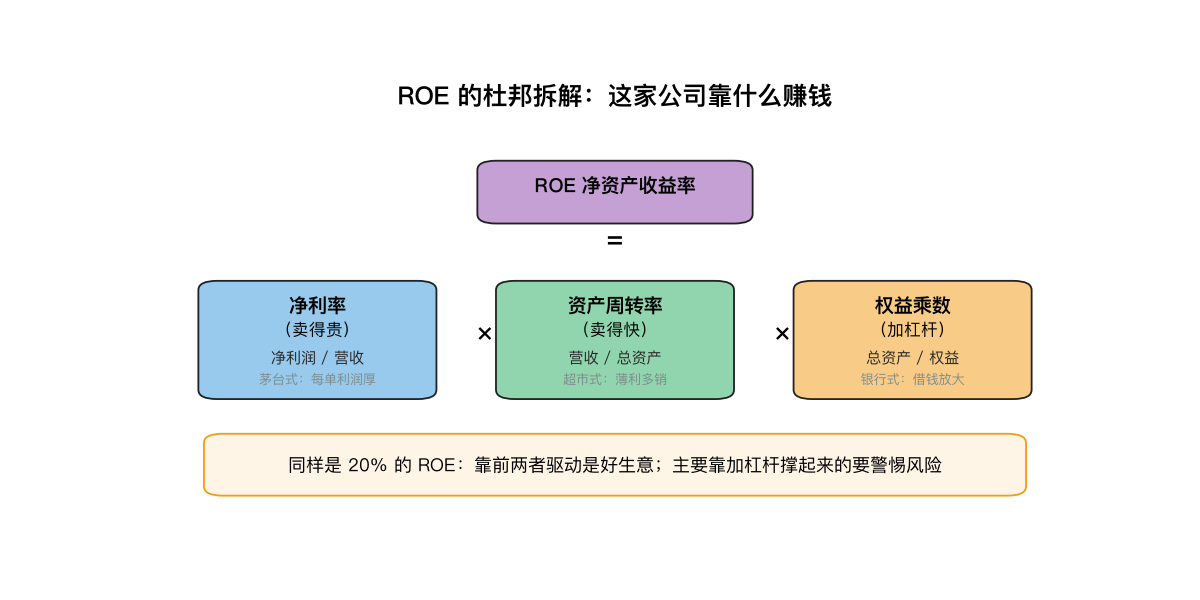 ROE 的杜邦拆解：这家公司靠什么赚钱
ROE 净资产收益率
=
净利率
（卖得贵）
净利润 / 营收
茅台式：每单利润厚
×
资产周转率
（卖得快）
营收 / 总资产
超市式：薄利多销
×
权益乘数
（加杠杆）
总资产 / 权益
银行式：借钱放大
同样是 20% 的 ROE：靠前两者驱动是好生意；主要靠加杠杆撑起来的要警惕风险